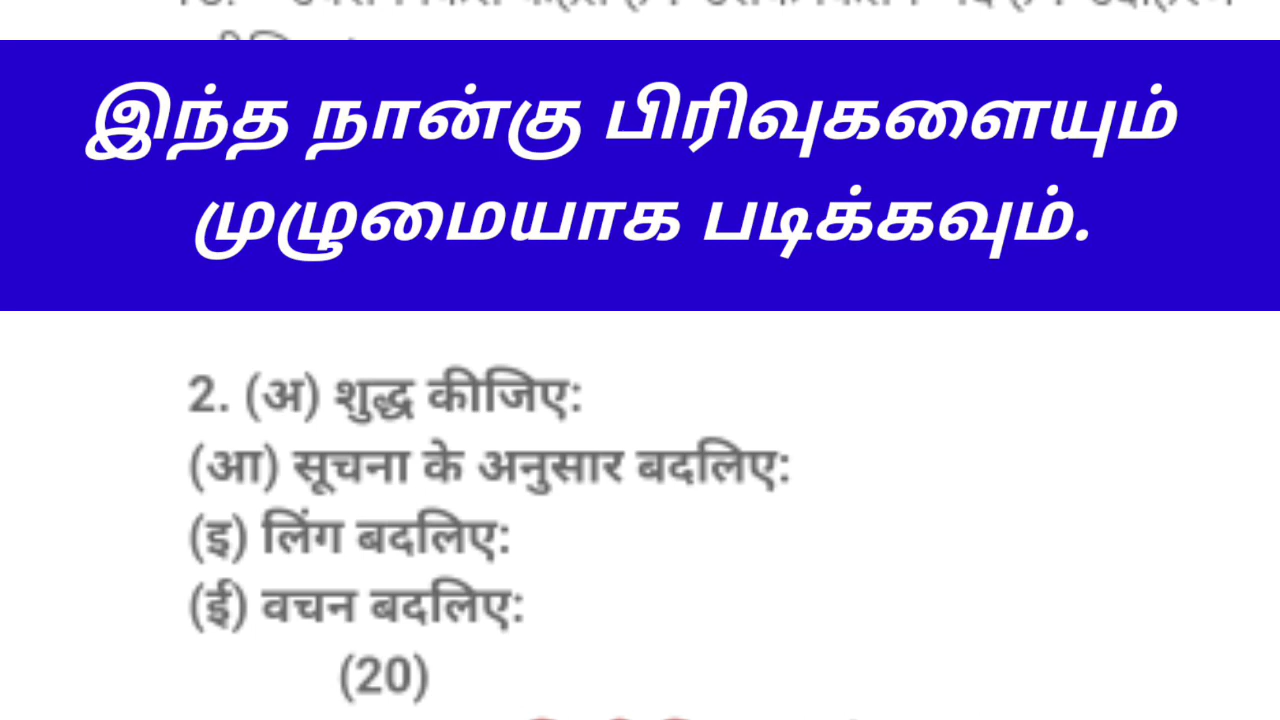 இந்த நான்கு பிரிவுகளையும்
முழுமையாக படிக்கவும்.
2. (अ) शुद्ध कीजिए:
(आ) सूचना के अनुसार बदलिए:
(इ) लिंग बदलिए:
(ई) वचन बदलिए:
(20)